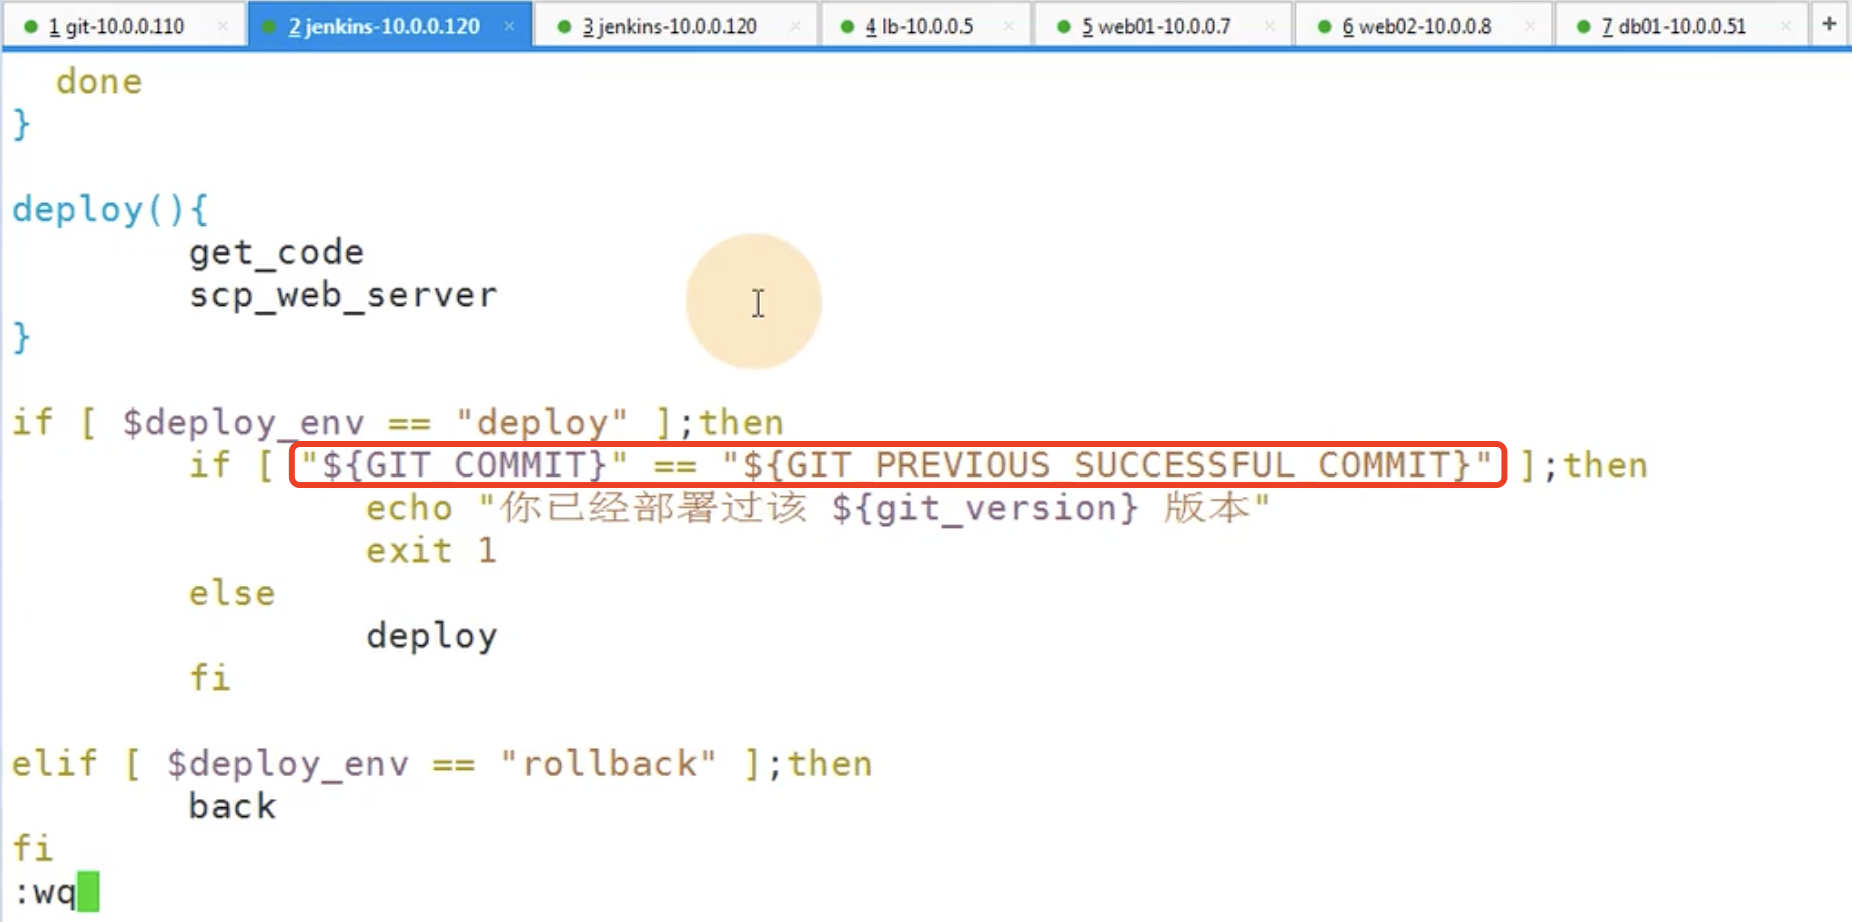 1 git-10.0.0.110 × 2 jenkins-10.0.0.120 × 3 jenkins-10.0.0.120 × 4 lb-10.0.0.5 × 5 web01-10.0.0.7 × 6 web02-10.0.0.8 × 7 db01-10.0.0.51 × +
done
}
deploy(){
get_code
scp_web_server
}
if [ $deploy_env == "deploy" ];then
if [ "${GIT_COMMIT}" == "${GIT_PREVIOUS_SUCCESSFUL_COMMIT}" ];then
echo "你已经部署过该 ${git_version} 版本"
exit 1
else
deploy
fi
elif [ $deploy_env == "rollback" ];then
back
fi
:wq